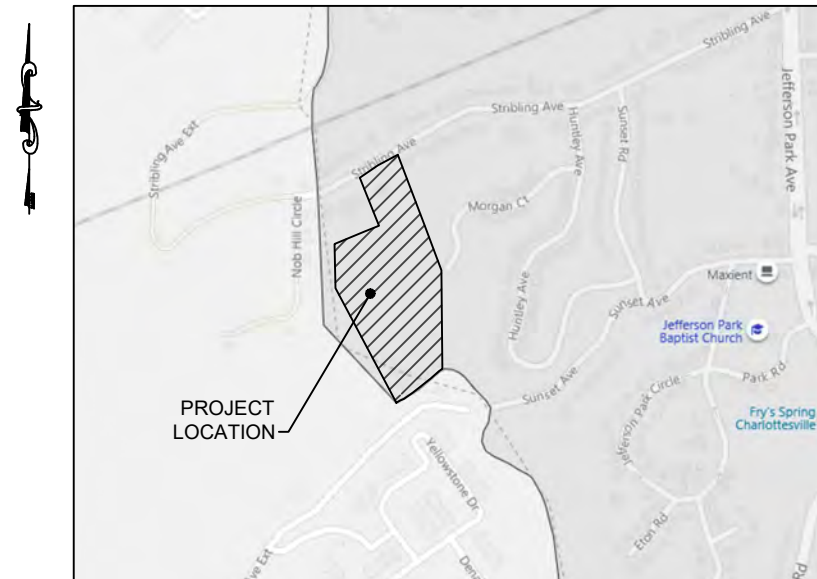 Stribling Ave
Jefferson Park Ave
Stribling Ave
Stribling Ave Ext
Huntley Ave
Sunset Rd
Stribling Ave
Morgan Ct
Nob Hill Circle
Maxient
Huntley Ave
Sunset Ave
Jefferson Park
Baptist Church
Park Rd
Sunset Ave
Jefferson Park Circle
PROJECT
LOCATION
Fry's Spring
Charlottesville
Yellowstone Dr
Eton Rd
ve Ext
Dena
Rd